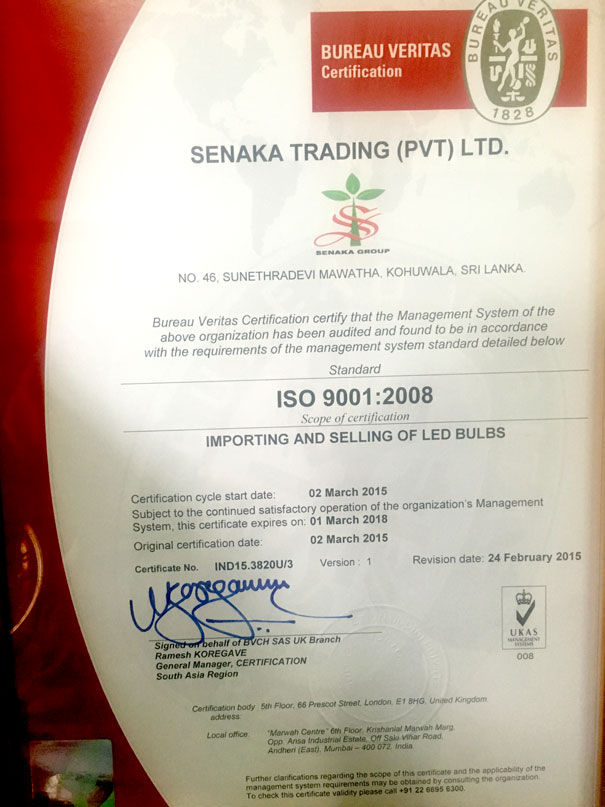 BUREAU VERITAS
Certification
BUREAU VERITAS
1828
SENAKA TRADING (PVT) LTD.
SENAKA GROUP
NO. 46, SUNETHRADEVI MAWATHA, KOHUWALA, SRI LANKA.
Bureau Veritas Certification certify that the Management System of the
above organization has been audited and found to be in accordance
with the requirements of the management system standard detailed below
Standard
ISO 9001:2008
Scope of certification
IMPORTING AND SELLING OF LED BULBS
Certification cycle start date: 02 March 2015
Subject to the continued satisfactory operation of the organization's Management
System, this certificate expires on: 01 March 2018
Original certification date: 02 March 2015
Certificate No. IND15.3820U/3 Version : 1 Revision date: 24 February 2015
Signed on behalf of BVCH SAS UK Branch
Ramesh KOREGAVE
General Manager, CERTIFICATION
South Asia Region
UKAS
MANAGEMENT
SYSTEMS
008
Certification body 5th Floor, 66 Prescot Street, London, E1 8HG, United Kingdom
address:
Local office: "Marwah Centre" 6th Floor, Krishanlal Marwah Marg,
Opp. Ansa Industrial Estate, Off Saki-Vihar Road,
Andheri (East), Mumbai – 400 072. India.
Further clarifications regarding the scope of this certificate and the applicability of the
management system requirements may be obtained by consulting the organization.
To check this certificate validity please call +91 22 6695 6300.